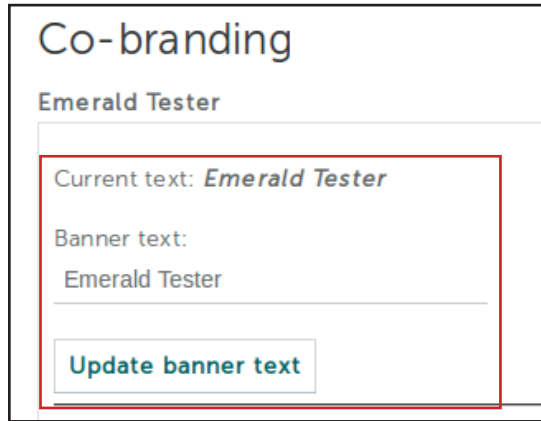 Co-branding
Emerald Tester
Current text: Emerald Tester
Banner text:
Emerald Tester
Update banner text